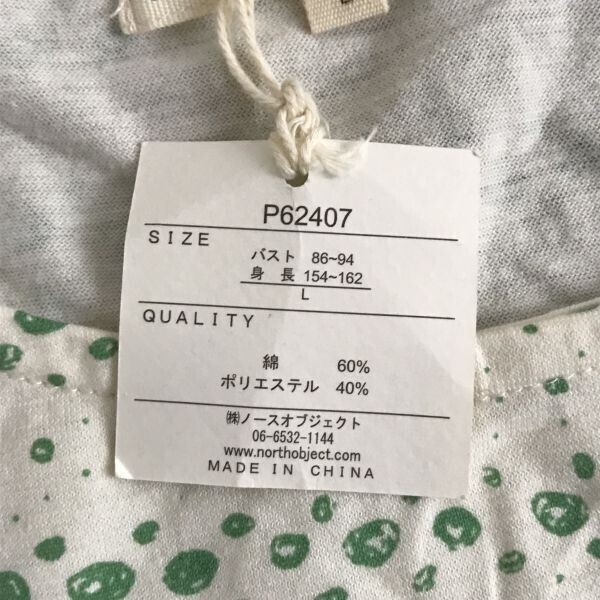 P62407
SIZE
バスト 86~94
身 長 154~162
L
QUALITY
綿 60%
ポリエステル 40%
㈱ノースオブジェクト
06-6532-1144
www.northobject.com
MADE IN CHINA